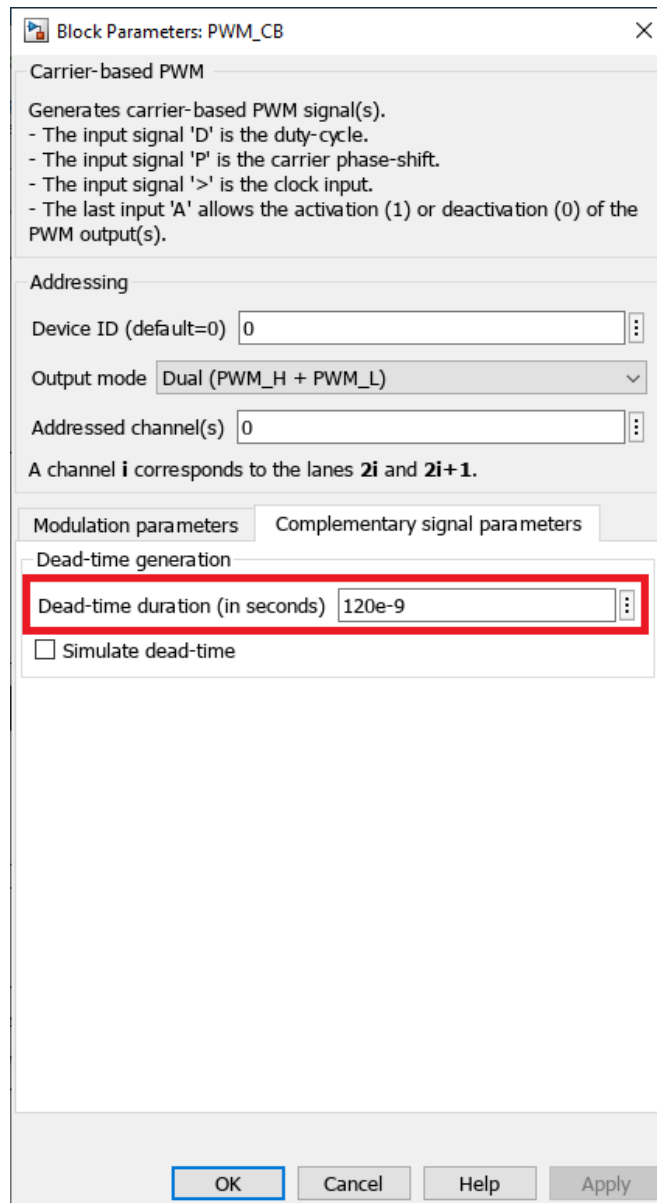 Block Parameters: PWM_CB
Carrier-based PWM
Generates carrier-based PWM signal(s).
- The input signal 'D' is the duty-cycle.
- The input signal 'P' is the carrier phase-shift.
- The input signal '>' is the clock input.
- The last input 'A' allows the activation (1) or deactivation (0) of the
PWM output(s).
Addressing
Device ID (default=0) 0
Output mode Dual (PWM_H + PWM_L)
Addressed channel(s) 0
A channel i corresponds to the lanes 2i and 2i+1.
Modulation parameters Complementary signal parameters
Dead-time generation
Dead-time duration (in seconds) 120e-9
Simulate dead-time
OK Cancel Help Apply